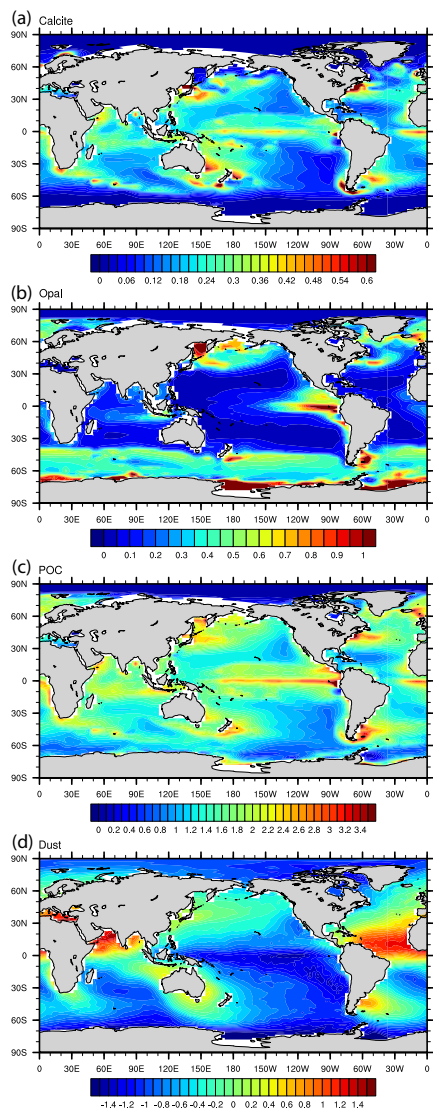 (a) Calcite
90N
60N
30N
0
30S
60S
90S
0 30E 60E 90E 120E 150E 180E 150W 120W 90W 60W 30W 0
0 0.06 0.12 0.18 0.24 0.3 0.36 0.42 0.48 0.54 0.6
(b) Opal
90N
60N
30N
0
30S
60S
90S
0 30E 60E 90E 120E 150E 180E 150W 120W 90W 60W 30W 0
0 0.1 0.2 0.3 0.4 0.5 0.6 0.7 0.8 0.9 1
(c) POC
90N
60N
30N
0
30S
60S
90S
0 30E 60E 90E 120E 150E 180E 150W 120W 90W 60W 30W 0
0 0.2 0.4 0.6 0.8 1 1.2 1.4 1.6 1.8 2 2.2 2.4 2.6 2.8 3 3.2 3.4
(d) Dust
90N
60N
30N
0
30S
60S
90S
0 30E 60E 90E 120E 150E 180E 150W 120W 90W 60W 30W 0
-1.4 -1.2 -1 -0.8 -0.6 -0.4 -0.2 0 0.2 0.4 0.6 0.8 1 1.2 1.4